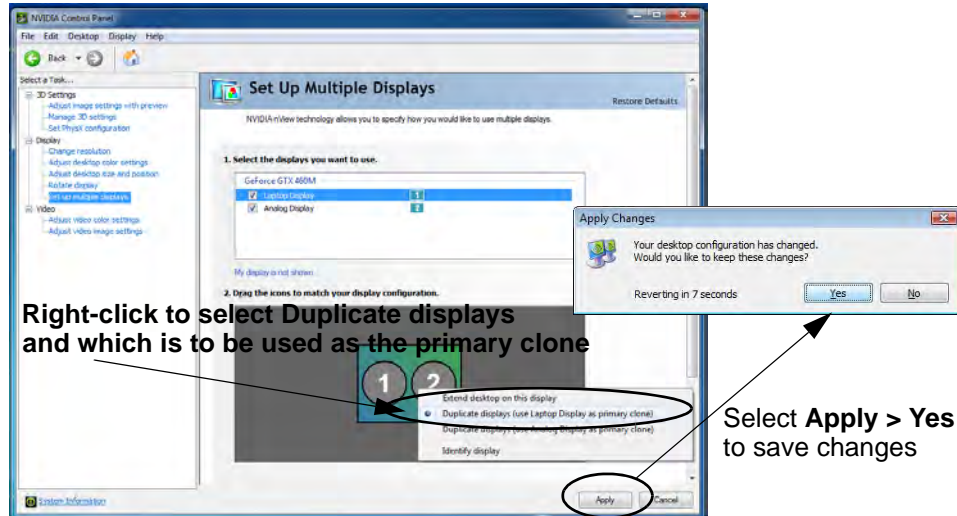 NVIDIA Control Panel
File Edit Desktop Display Help
Back
Select a Task...
3D Settings
Adjust image settings with preview
Manage 3D settings
Set PhysX configuration
Display
Change resolution
Adjust desktop color settings
Adjust desktop size and position
Rotate display
Set up multiple displays
Video
Adjust video color settings
Adjust video image settings
System Information
Set Up Multiple Displays
Restore Defaults
NVIDIA nView technology allows you to specify how you would like to use multiple displays.
1. Select the displays you want to use.
GeForce GTX 460M
Laptop Display 1
Analog Display 2
My display is not shown
2. Drag the icons to match your display configuration.
Right-click to select Duplicate displays
and which is to be used as the primary clone
1 2
Extend desktop on this display
Duplicate displays (use Laptop Display as primary clone)
Duplicate displays (use Analog Display as primary clone)
Identify display
Apply Cancel
Apply Changes
Your desktop configuration has changed.
Would you like to keep these changes?
Reverting in 7 seconds
Yes No
Select Apply > Yes
to save changes